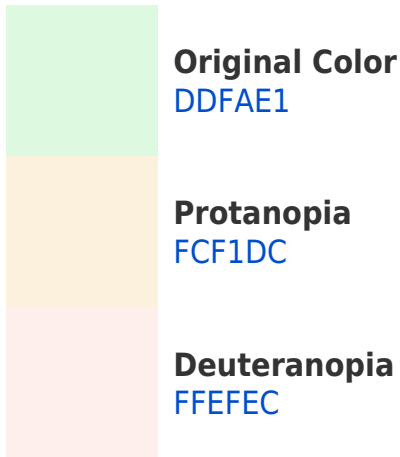 Original Color
DDFAE1
Protanopia
FCF1DC
Deuteranopia
FFEFEC